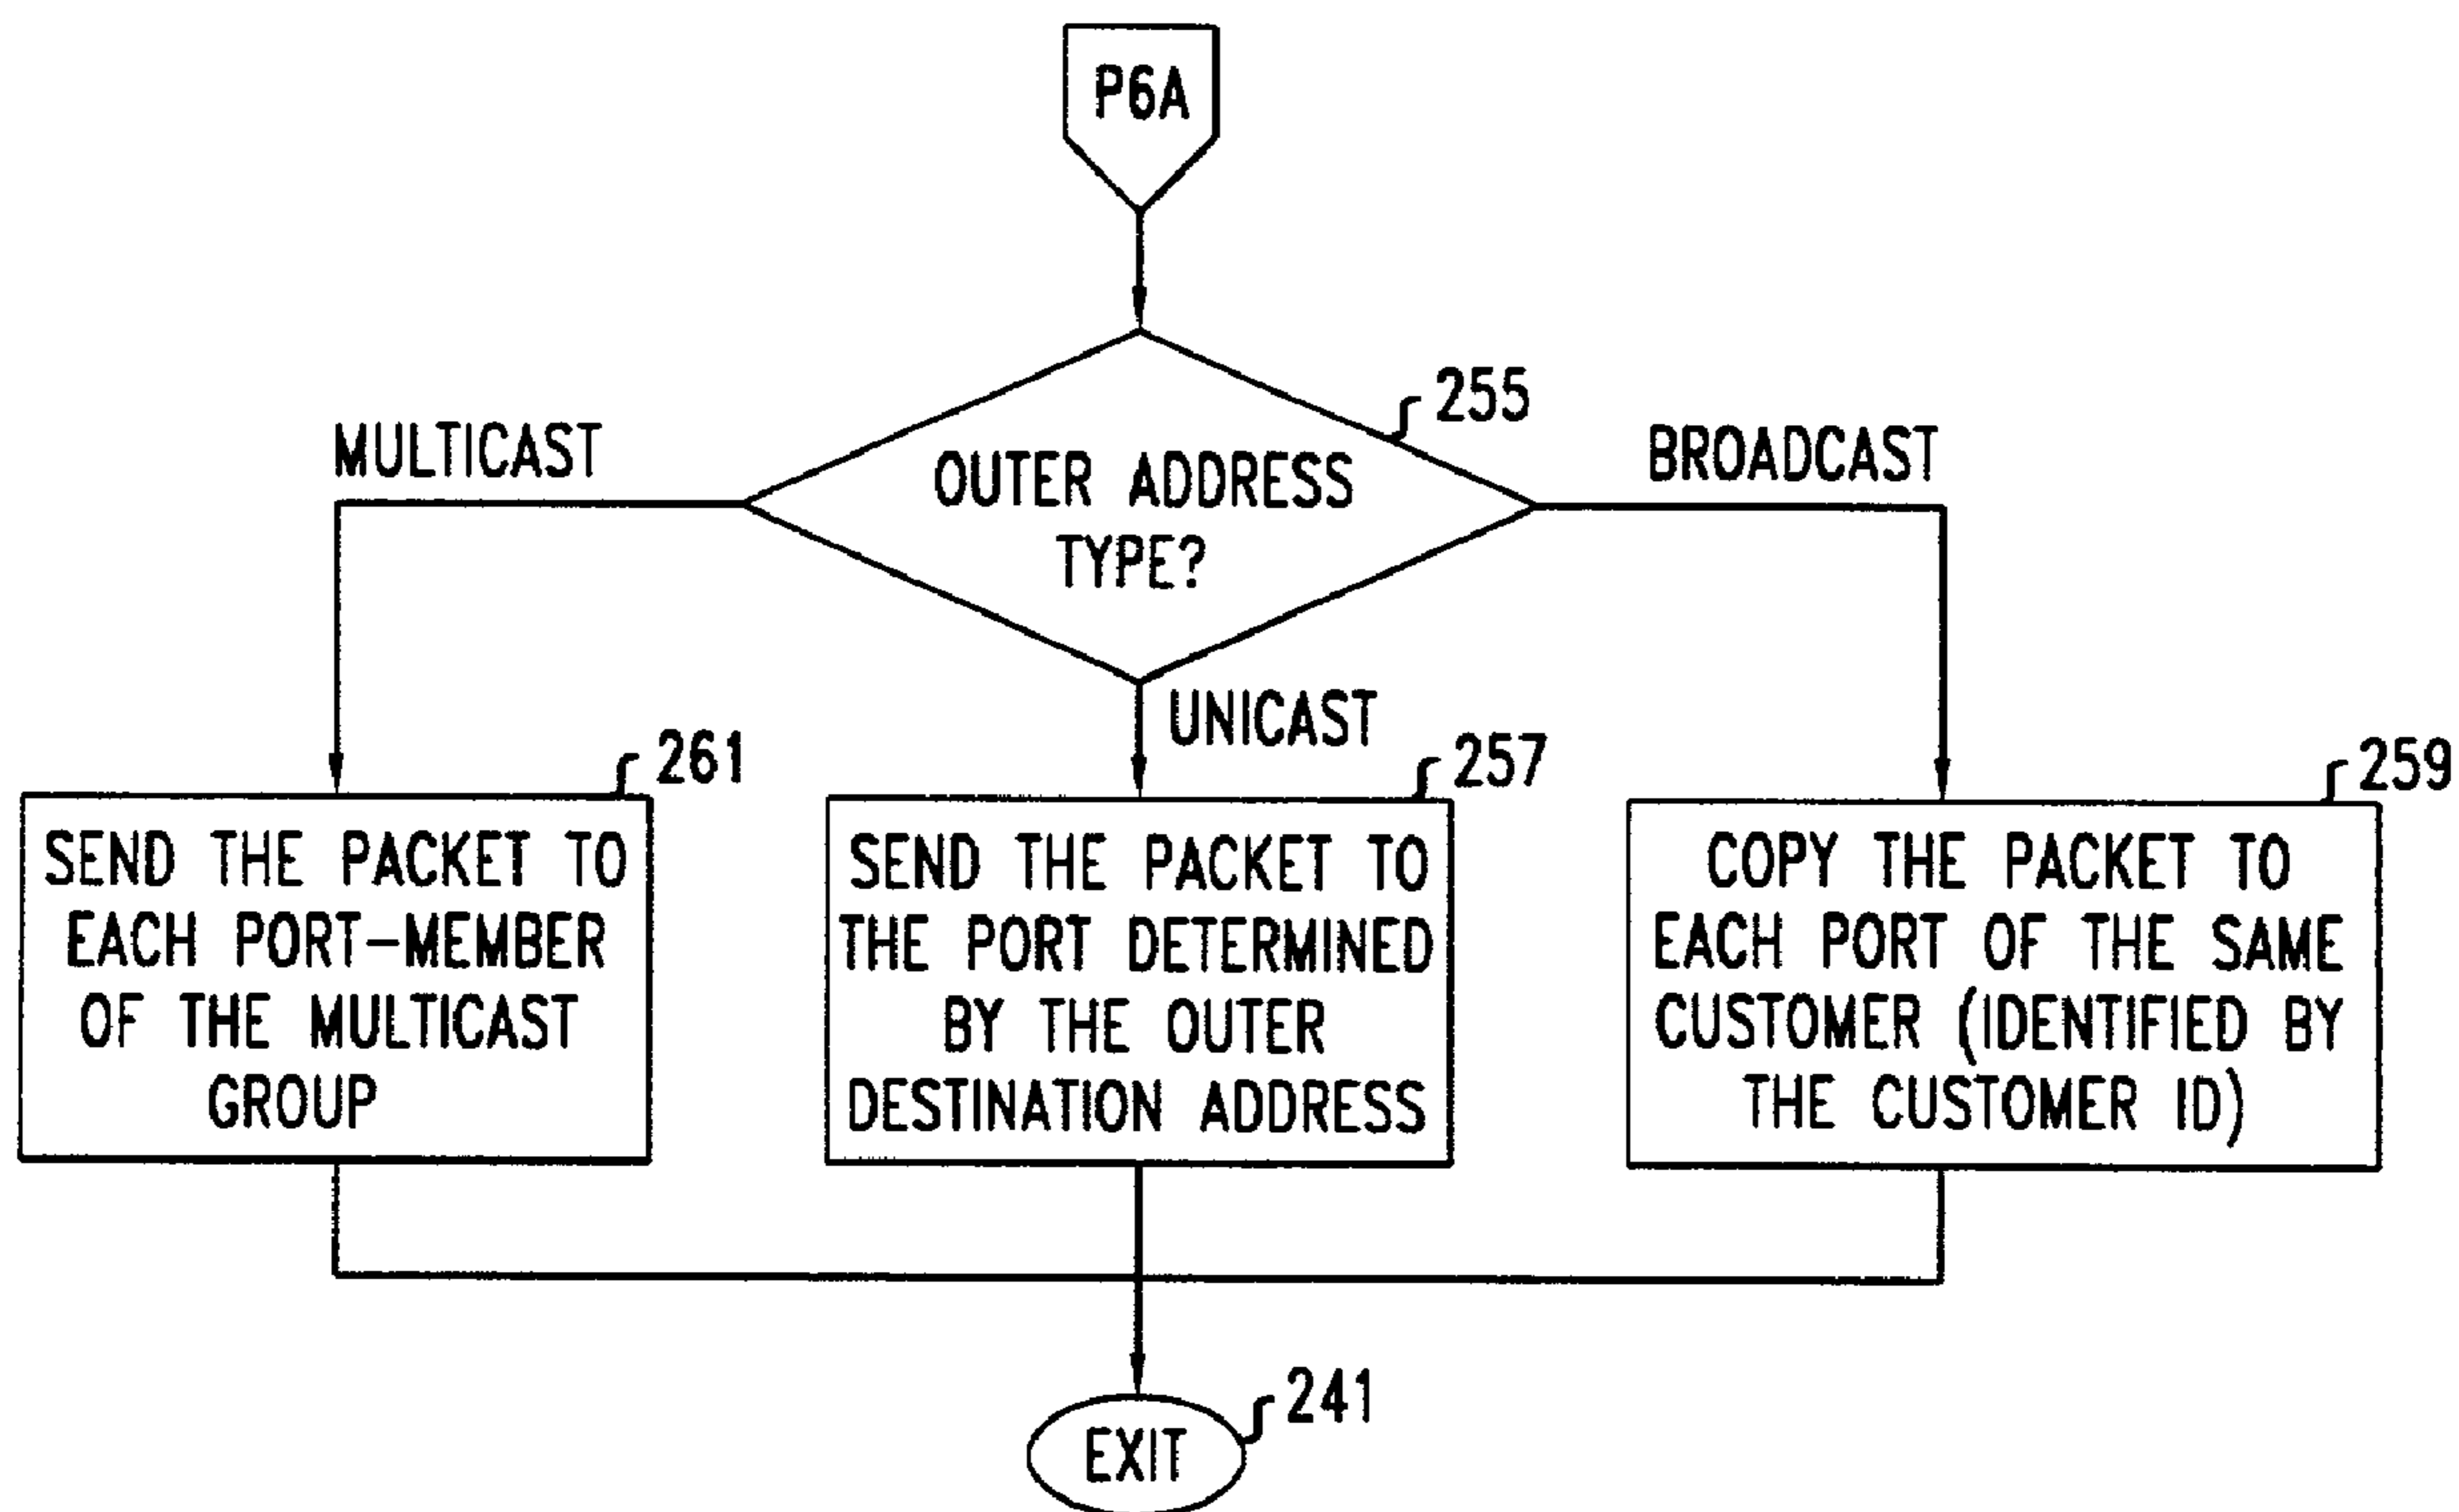 P6A
255
MULTICAST
OUTER ADDRESS
TYPE?
BROADCAST
UNICAST
261
SEND THE PACKET TO
EACH PORT-MEMBER
OF THE MULTICAST
GROUP
257
SEND THE PACKET TO
THE PORT DETERMINED
BY THE OUTER
DESTINATION ADDRESS
259
COPY THE PACKET TO
EACH PORT OF THE SAME
CUSTOMER (IDENTIFIED BY
THE CUSTOMER ID)
241
EXIT